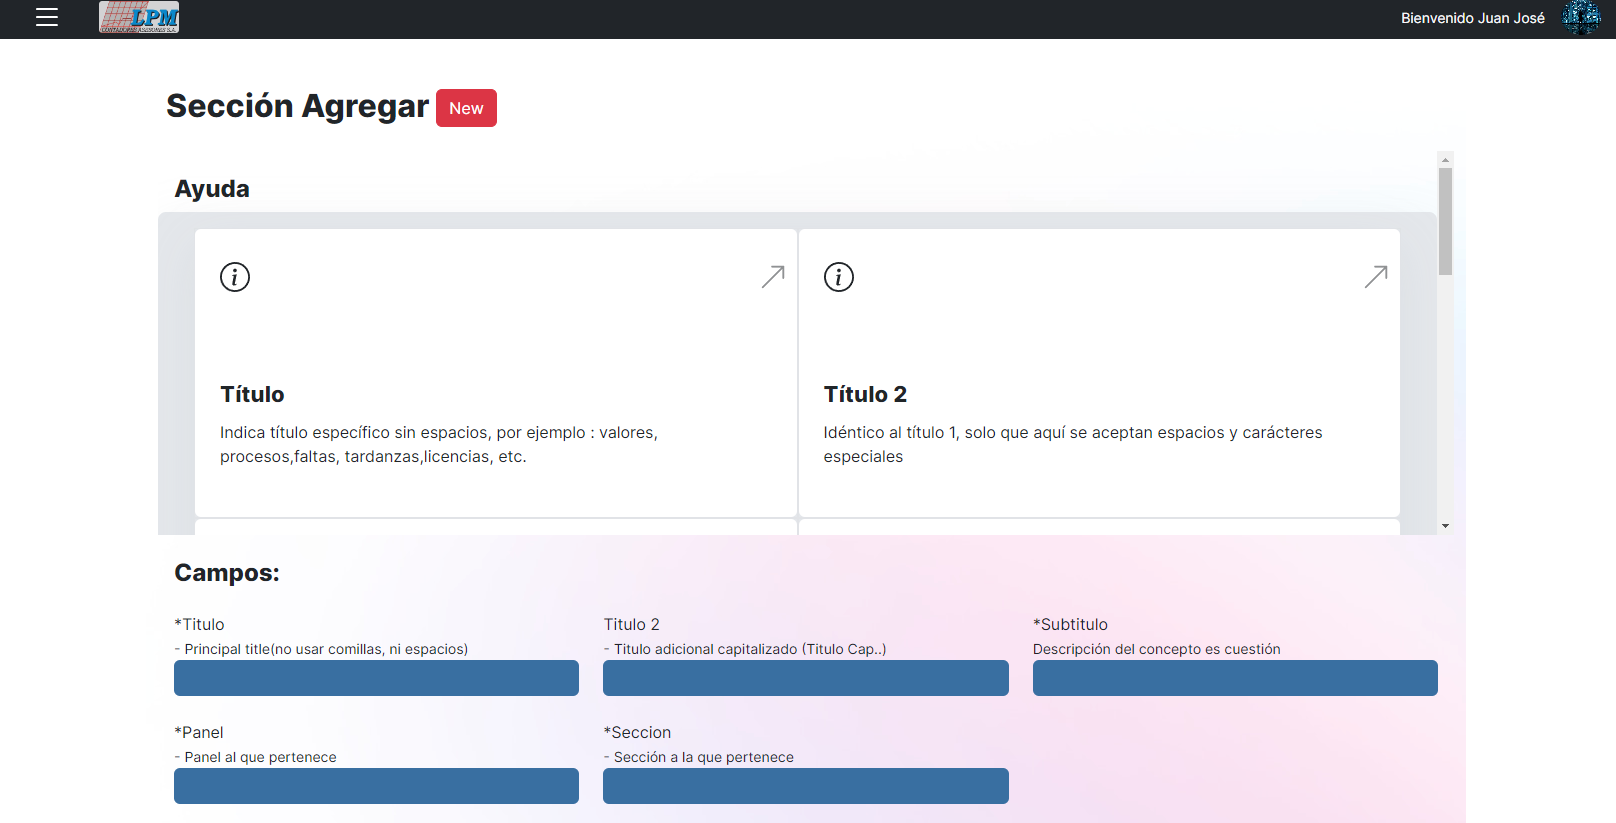 LPM
CONTADORES ASESORES S.A.
Bienvenido Juan José
Sección Agregar New
Ayuda
Título
Indica título específico sin espacios, por ejemplo : valores,
procesos,faltas, tardanzas,licencias, etc.
Título 2
Idéntico al título 1, solo que aquí se aceptan espacios y carácteres
especiales
Campos:
*Titulo
- Principal title(no usar comillas, ni espacios)
Titulo 2
- Titulo adicional capitalizado (Titulo Cap..)
*Subtitulo
Descripción del concepto es cuestión
*Panel
- Panel al que pertenece
*Seccion
- Sección a la que pertenece